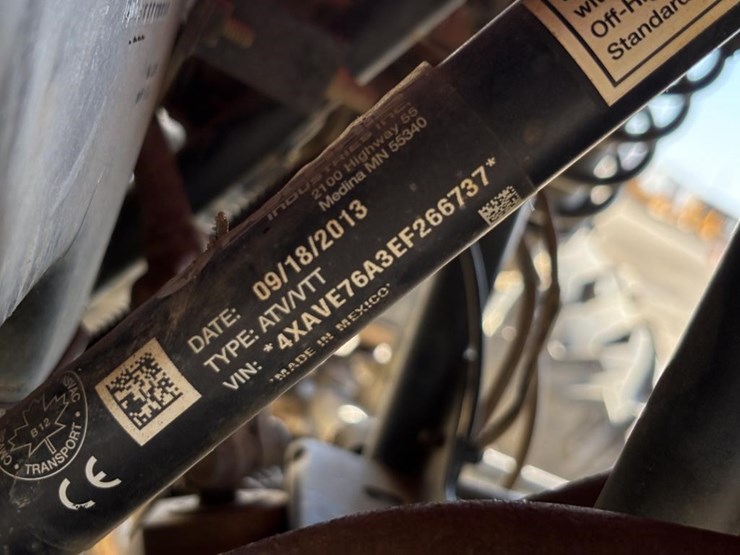 Off-Hi
Standard
INDUSTRIES INC.
2100 Highway 55
Medina MN 55340
DATE: 09/18/2013
TYPE: ATV/VTT
VIN: *4XAVE76A3EF266737*
*MADE IN MEXICO*
B12
TRANSPORT
CE